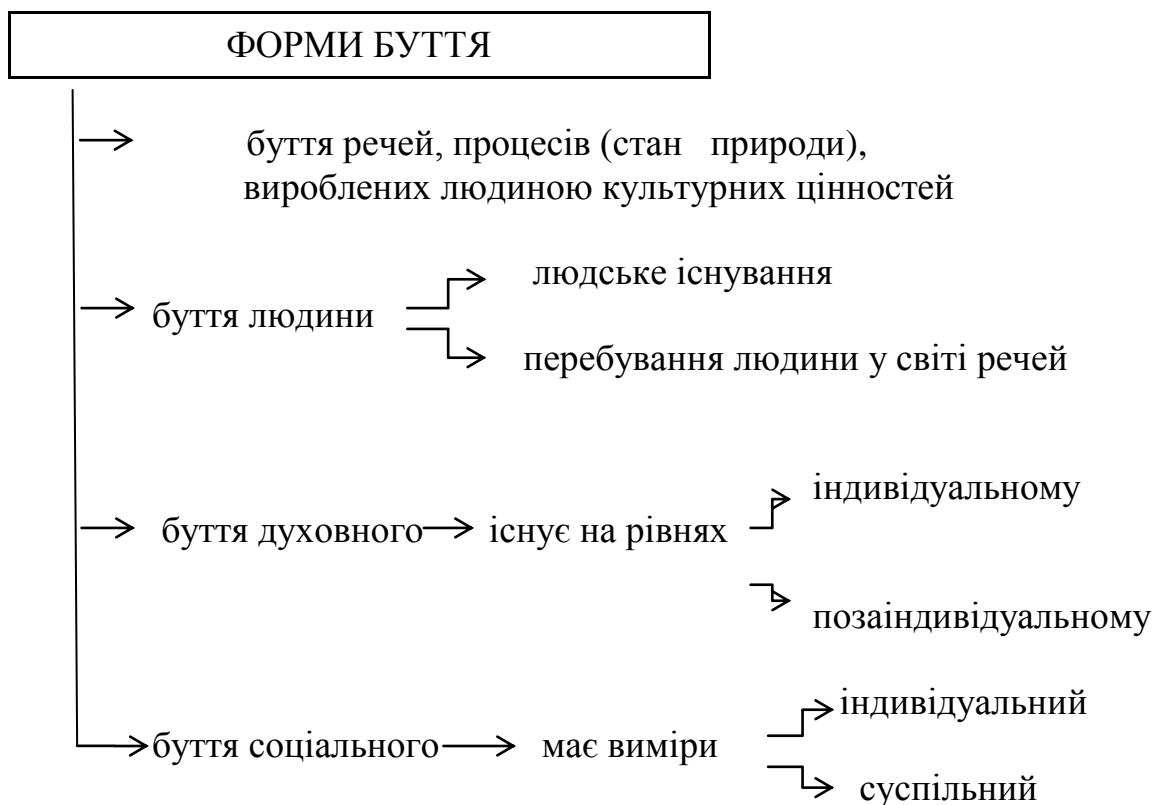 ФОРМИ БУТТЯ
буття речей, процесів (стан природи),
вироблених людиною культурних цінностей
людське існування
буття людини
перебування людини у світі речей
індивідуальному
буття духовного існує на рівнях
позаіндивідуальному
індивідуальний
буття соціального має виміри
суспільний